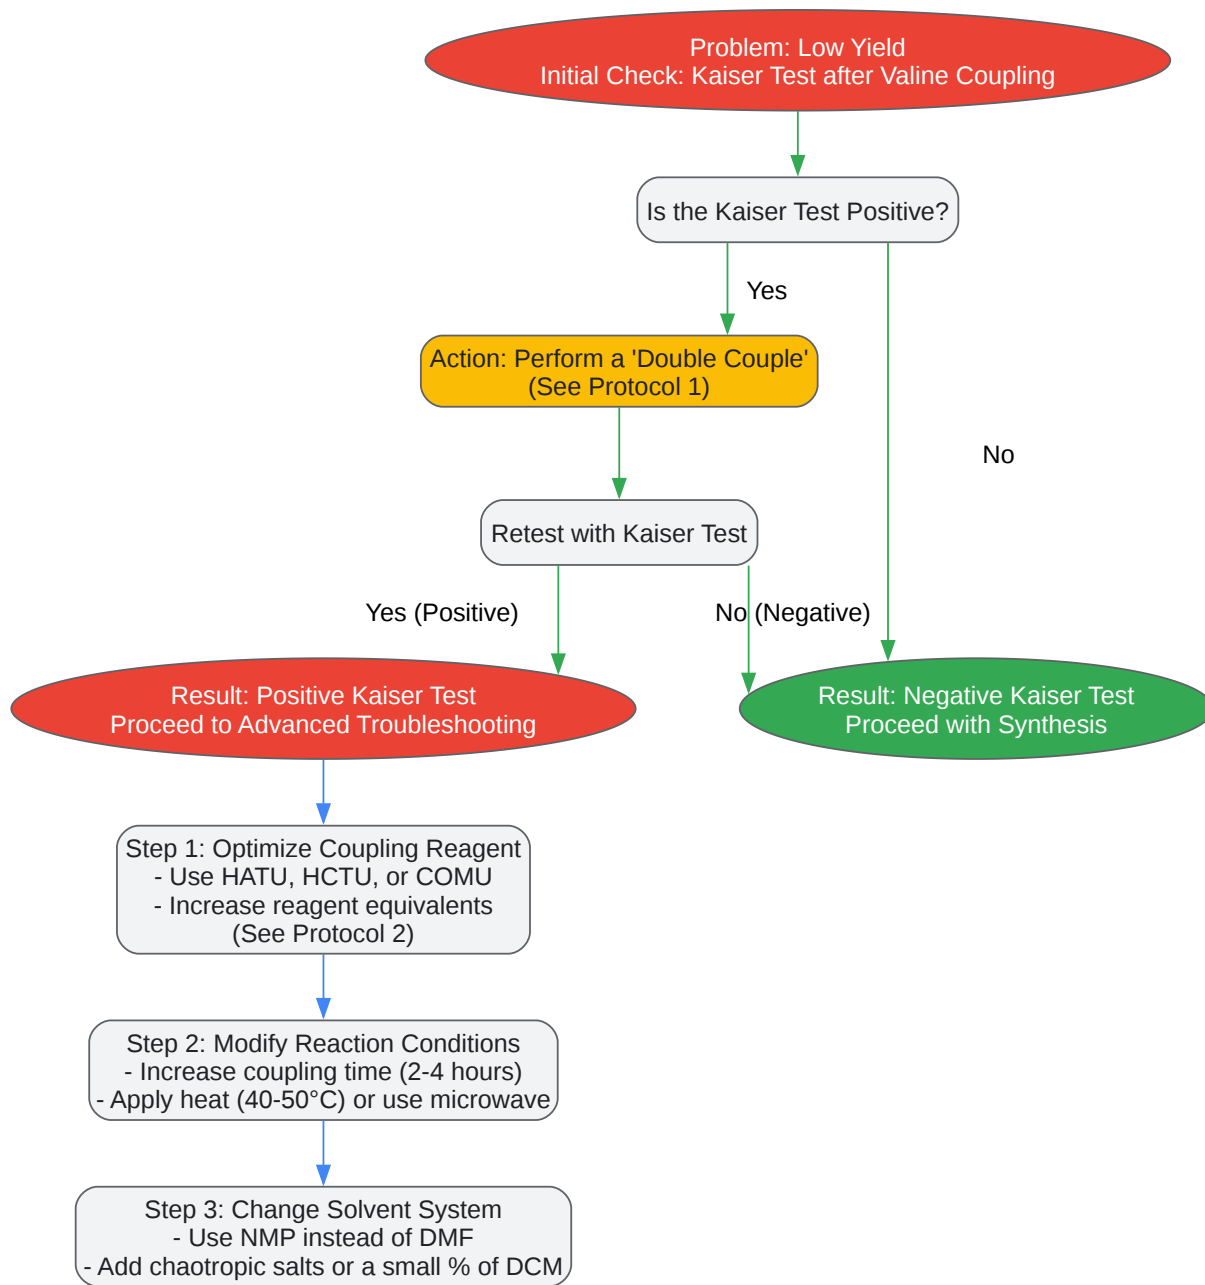 Problem: Low Yield
Initial Check: Kaiser Test after Valine Coupling
Is the Kaiser Test Positive?
Yes
Action: Perform a 'Double Couple'
(See Protocol 1)
No
Retest with Kaiser Test
Yes (Positive)
No (Negative)
Result: Positive Kaiser Test
Proceed to Advanced Troubleshooting
Result: Negative Kaiser Test
Proceed with Synthesis
Step 1: Optimize Coupling Reagent
- Use HATU, HCTU, or COMU
- Increase reagent equivalents
(See Protocol 2)
Step 2: Modify Reaction Conditions
- Increase coupling time (2-4 hours)
- Apply heat (40-50°C) or use microwave
Step 3: Change Solvent System
- Use NMP instead of DMF
- Add chaotropic salts or a small % of DCM